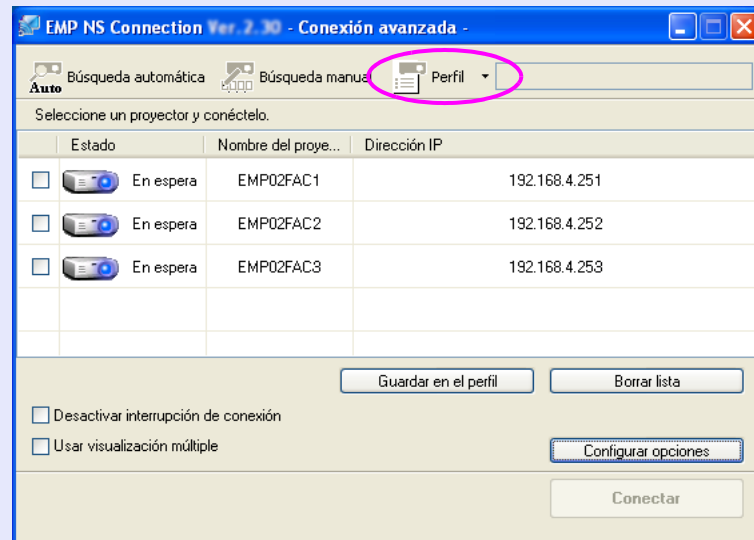 EMP NS Connection Ver.2.30 - Conexión avanzada -
Auto Búsqueda automática Búsqueda manual Perfil
Seleccione un proyector y conéctelo.
Estado Nombre del proye... Dirección IP
En espera EMP02FAC1 192.168.4.251
En espera EMP02FAC2 192.168.4.252
En espera EMP02FAC3 192.168.4.253
Guardar en el perfil Borrar lista
Desactivar interrupción de conexión
Usar visualización múltiple Configurar opciones
Conectar